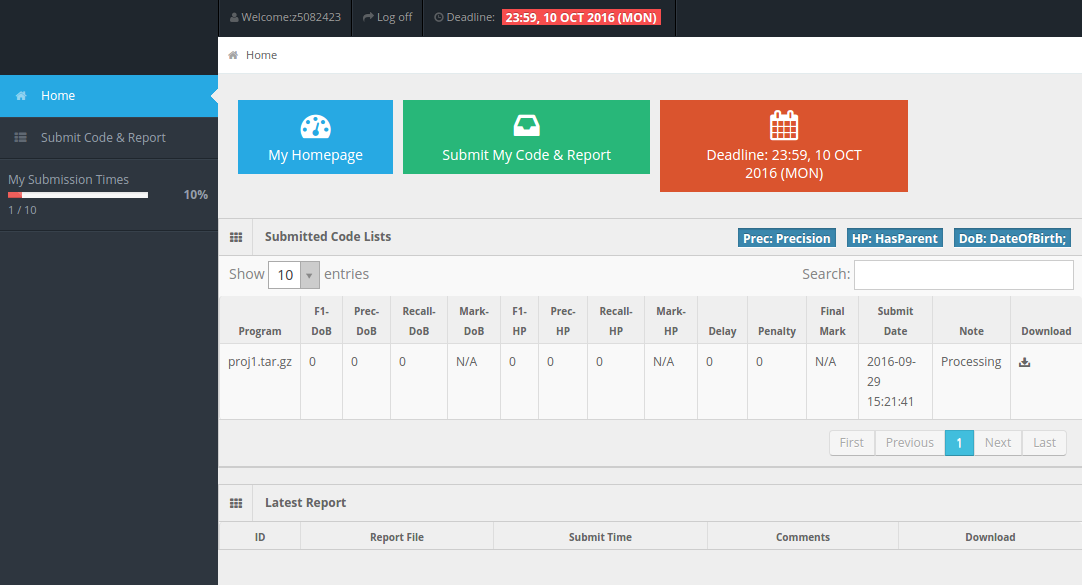 Welcome:z5082423 Log off Deadline: 23:59, 10 OCT 2016 (MON)
Home
Home
Submit Code & Report
My Submission Times
10%
1 / 10
My Homepage
Submit My Code & Report
Deadline: 23:59, 10 OCT
2016 (MON)
Submitted Code Lists Prec: Precision HP: HasParent DoB: DateOfBirth;
Show 10 entries Search:
Program F1-DoB Prec-DoB Recall-DoB Mark-DoB F1-HP Prec-HP Recall-HP Mark-HP Delay Penalty Final Mark Submit Date Note Download
proj1.tar.gz 0 0 0 N/A 0 0 0 N/A 0 0 N/A 2016-09-29 15:21:41 Processing
First Previous 1 Next Last
Latest Report
ID Report File Submit Time Comments Download